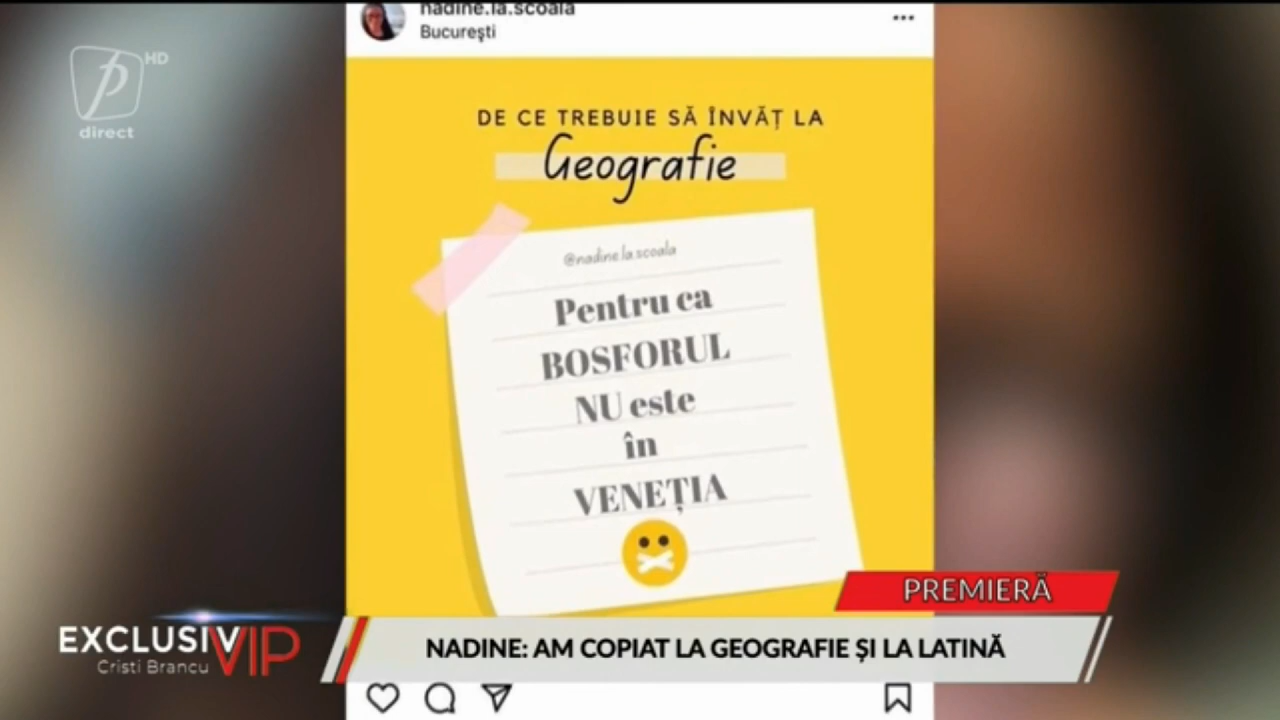 nadine.la.scoala
București
HD
p
direct
DE CE TREBUIE SĂ ÎNVĂȚ LA
Geografie
@nadine.la.scoala
Pentru ca
BOSFORUL
NU este
în
VENEȚIA
PREMIERĂ
EXCLUSIV
VIP
Cristi Brancu
NADINE: AM COPIAT LA GEOGRAFIE ȘI LA LATINĂ